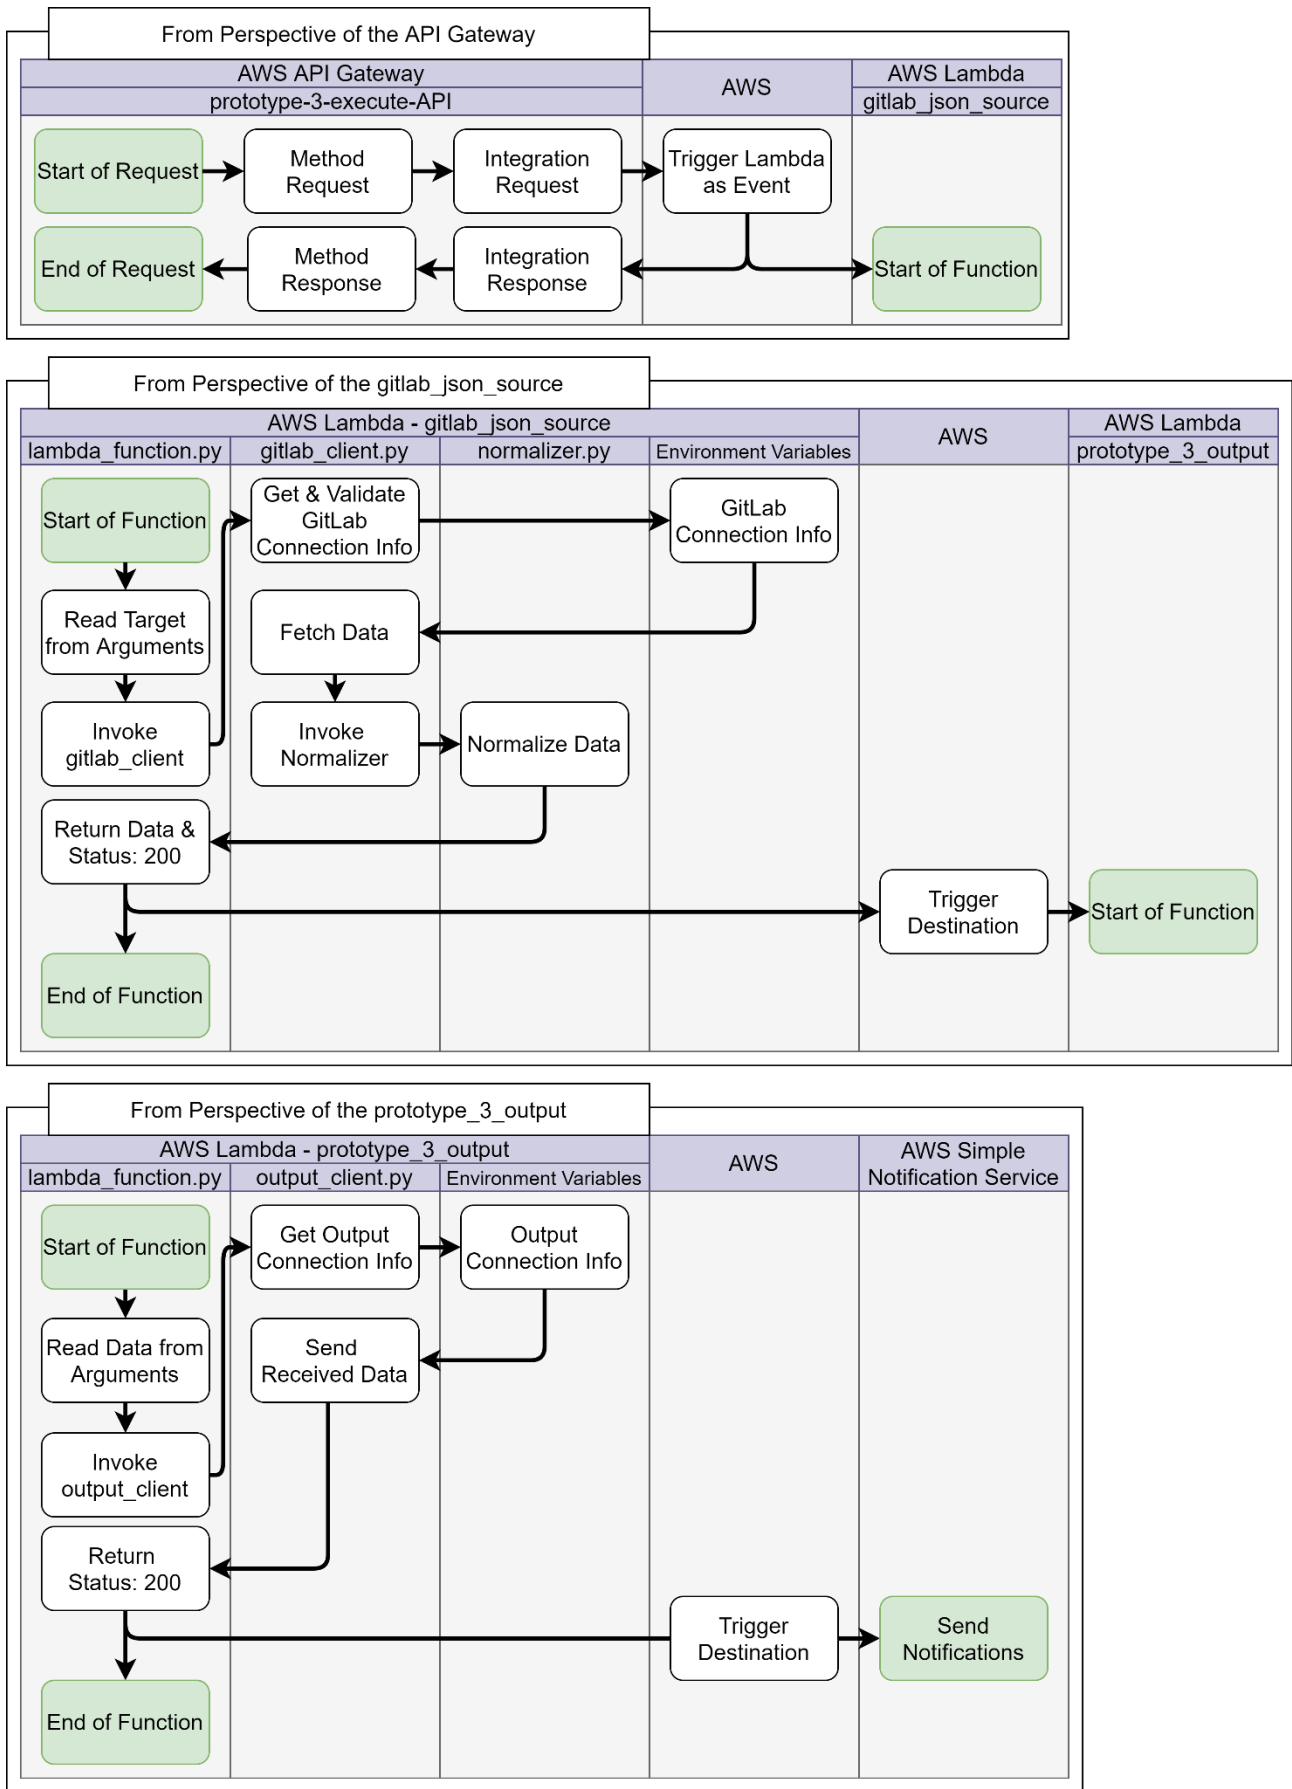 From Perspective of the API Gateway
AWS API Gateway
AWS
AWS Lambda
prototype-3-execute-API
gitlab_json_source
Start of Request
Method
Request
Integration
Request
Trigger Lambda
as Event
End of Request
Method
Response
Integration
Response
Start of Function
From Perspective of the gitlab_json_source
AWS Lambda - gitlab_json_source
AWS
AWS Lambda
lambda_function.py
gitlab_client.py
normalizer.py
Environment Variables
prototype_3_output
Start of Function
Get & Validate
GitLab
Connection Info
GitLab
Connection Info
Read Target
from Arguments
Fetch Data
Invoke
gitlab_client
Invoke
Normalizer
Normalize Data
Return Data &
Status: 200
Trigger
Destination
Start of Function
End of Function
From Perspective of the prototype_3_output
AWS Lambda - prototype_3_output
AWS
AWS Simple
Notification Service
lambda_function.py
output_client.py
Environment Variables
Start of Function
Get Output
Connection Info
Output
Connection Info
Read Data from
Arguments
Send
Received Data
Invoke
output_client
Return
Status: 200
Trigger
Destination
Send
Notifications
End of Function